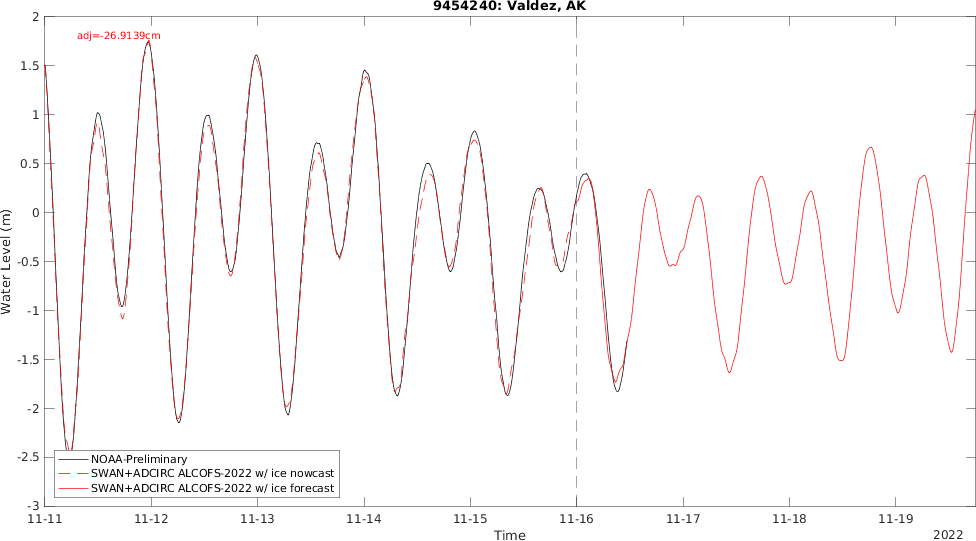 9454240: Valdez, AK
adj=-26.9139cm
Water Level (m)
2
1.5
1
0.5
0
-0.5
-1
-1.5
-2
-2.5
-3
NOAA-Preliminary
SWAN+ADCIRC ALCOFS-2022 w/ ice nowcast
SWAN+ADCIRC ALCOFS-2022 w/ ice forecast
11-11 11-12 11-13 11-14 11-15 11-16 11-17 11-18 11-19
Time
2022